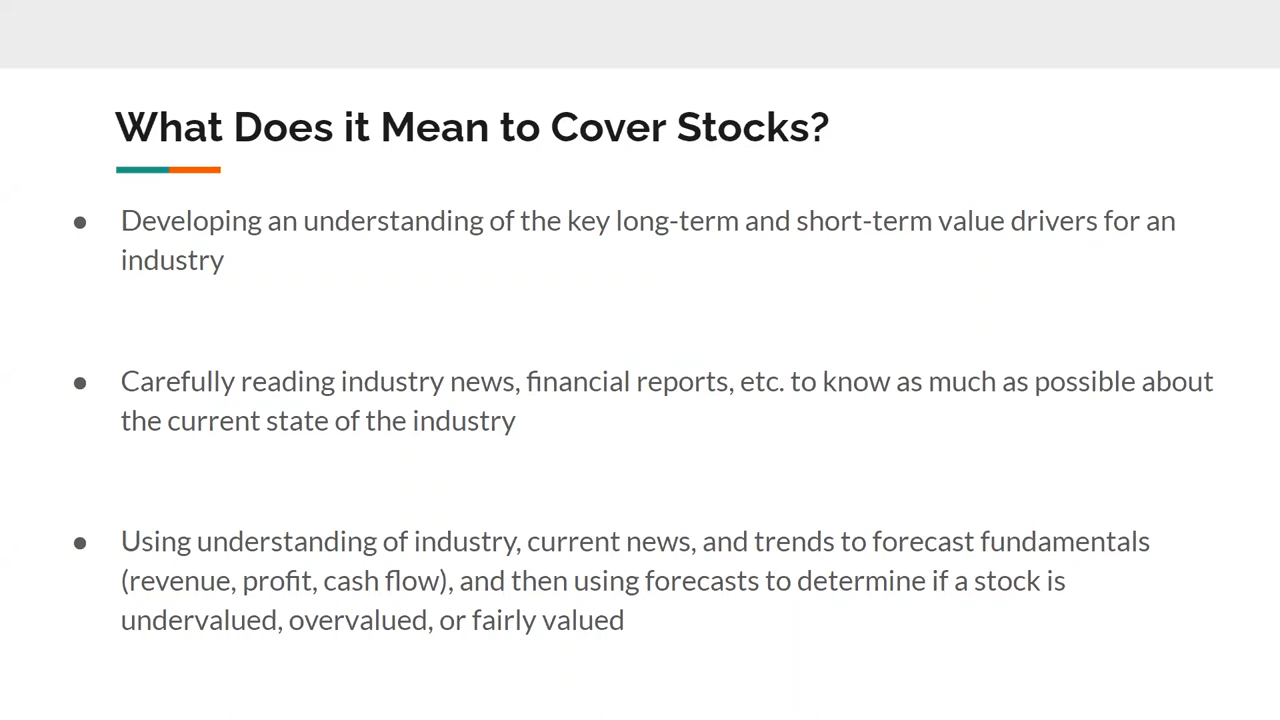 What Does it Mean to Cover Stocks?
● Developing an understanding of the key long-term and short-term value drivers for an
industry
● Carefully reading industry news, financial reports, etc. to know as much as possible about
the current state of the industry
● Using understanding of industry, current news, and trends to forecast fundamentals
(revenue, profit, cash flow), and then using forecasts to determine if a stock is
undervalued, overvalued, or fairly valued